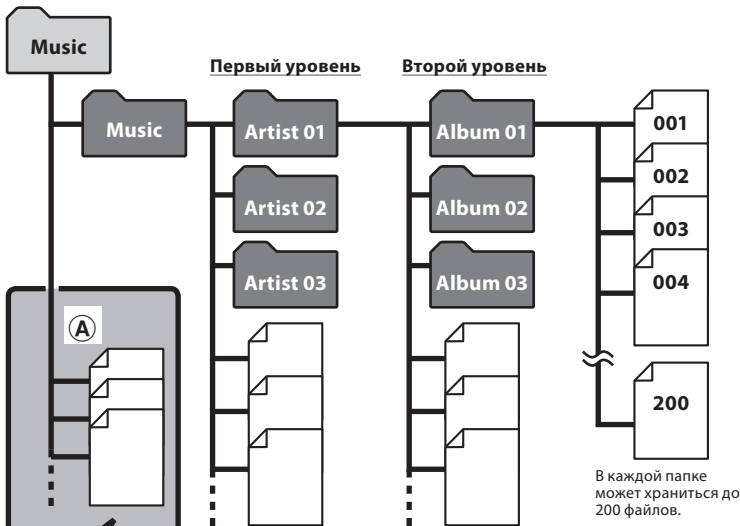 Music
Первый уровень
Второй уровень
Music
Artist 01
Album 01
001
002
Artist 02
Album 02
003
Artist 03
Album 03
004
A
200
В каждой папке
может храниться до
200 файлов.